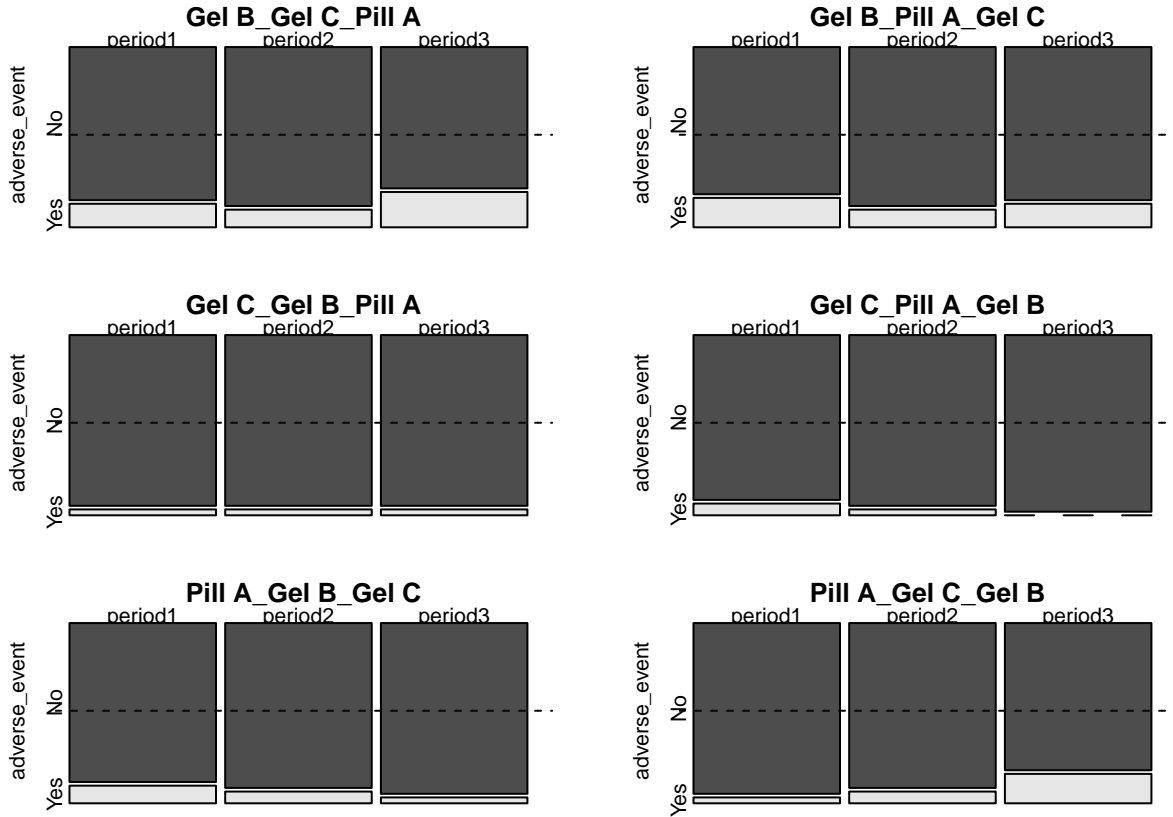 Gel B_Gel C_Pill A
period1 period2 period3
adverse_event
No
Yes
Gel B_Pill A_Gel C
period1 period2 period3
adverse_event
No
Yes
Gel C_Gel B_Pill A
period1 period2 period3
adverse_event
No
Yes
Gel C_Pill A_Gel B
period1 period2 period3
adverse_event
No
Yes
Pill A_Gel B_Gel C
period1 period2 period3
adverse_event
No
Yes
Pill A_Gel C_Gel B
period1 period2 period3
adverse_event
No
Yes